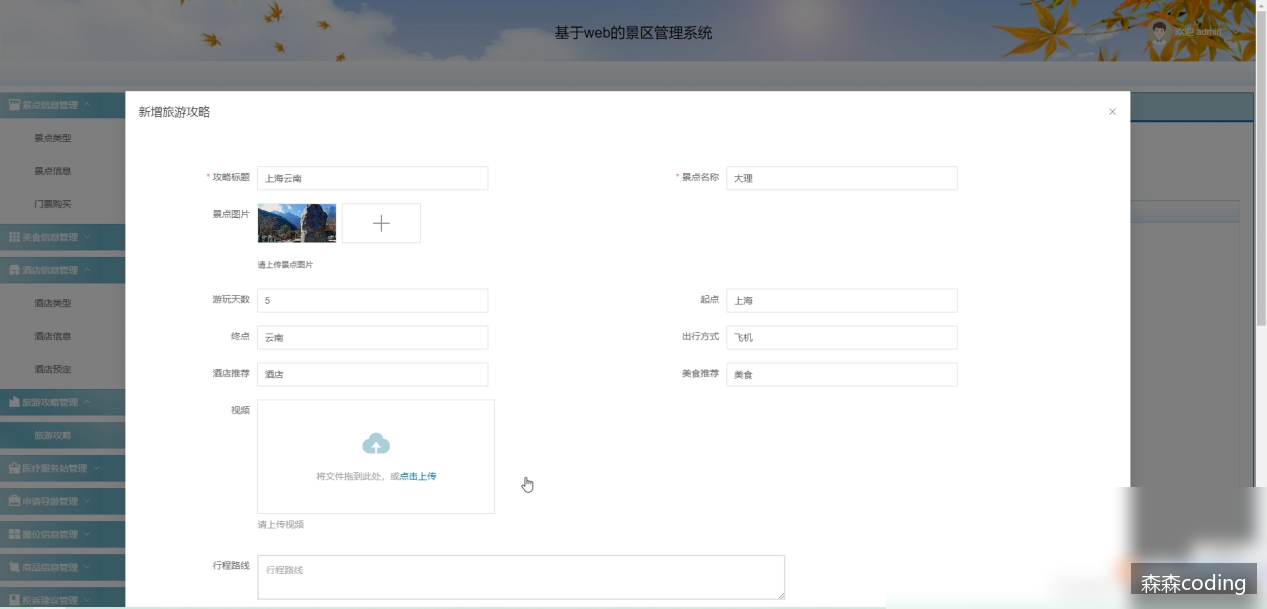 基于web的景区管理系统
欢迎 admin
新增旅游攻略
×
景点信息管理
景点类型
景点信息
门票购买
美食信息管理
酒店信息管理
酒店类型
酒店信息
酒店预定
旅游攻略管理
旅游攻略
医疗服务站管理
申请导游管理
摊位信息管理
商品信息管理
投诉建议管理
* 攻略标题 上海云南
* 景点名称 大理
景点图片
请上传景点图片
游玩天数 5
起点 上海
终点 云南
出行方式 飞机
酒店推荐 酒店
美食推荐 美食
视频
将文件拖到此处，或点击上传
请上传视频
行程路线 行程路线
森森coding